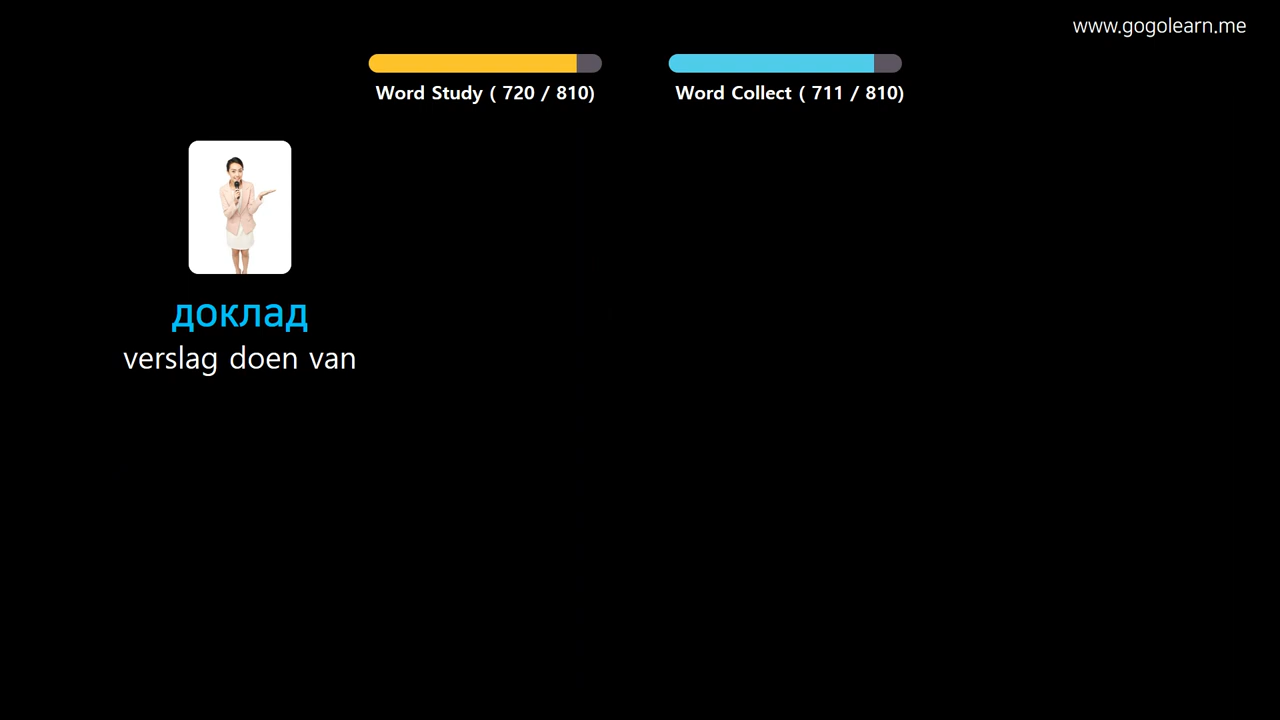 www.gogolearn.me
Word Study ( 720 / 810)
Word Collect ( 711 / 810)
доклад
verslag doen van